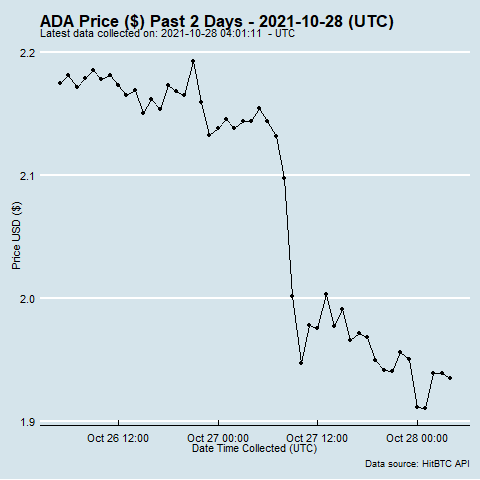 ADA Price ($) Past 2 Days - 2021-10-28 (UTC)
Latest data collected on: 2021-10-28 04:01:11  - UTC
2.2
2.1
2.0
1.9
Price USD ($)
Oct 26 12:00
Oct 27 00:00
Oct 27 12:00
Oct 28 00:00
Date Time Collected (UTC)
Data source: HitBTC API